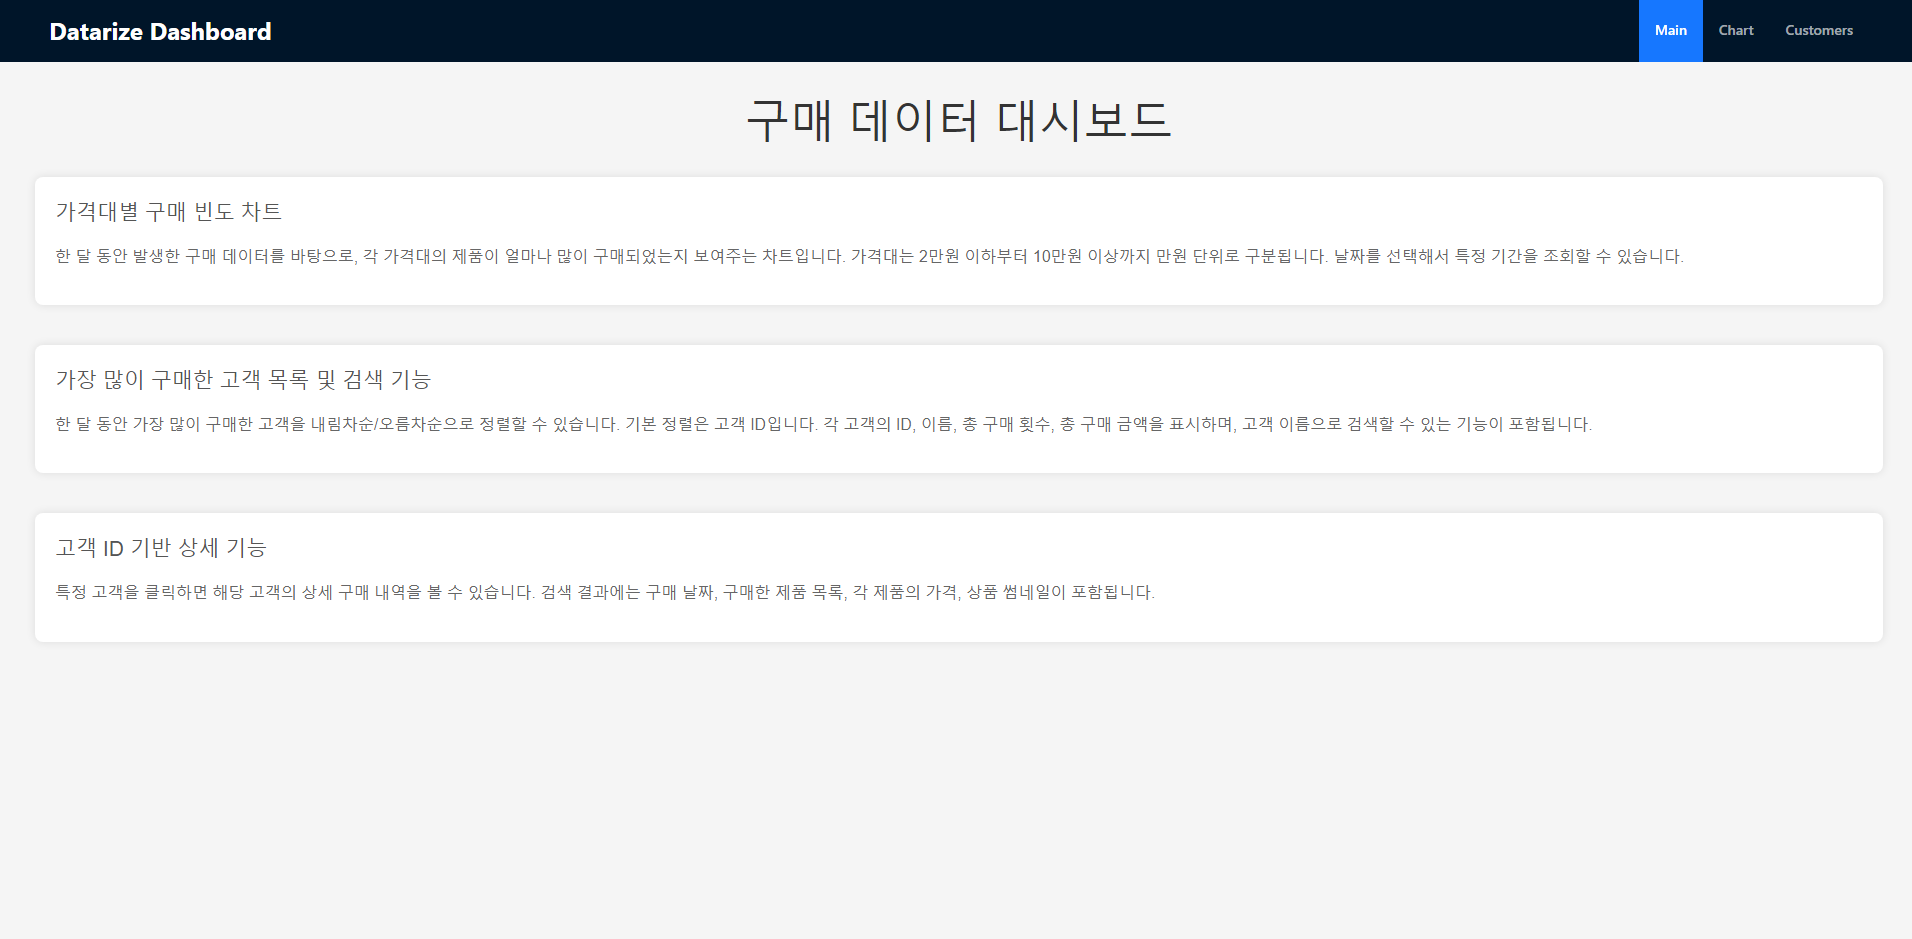 Datarize Dashboard
Main
Chart
Customers
구매 데이터 대시보드
가격대별 구매 빈도 차트
한 달 동안 발생한 구매 데이터를 바탕으로, 각 가격대의 제품이 얼마나 많이 구매되었는지 보여주는 차트입니다. 가격대는 2만원 이하부터 10만원 이상까지 만원 단위로 구분됩니다. 날짜를 선택해서 특정 기간을 조회할 수 있습니다.
가장 많이 구매한 고객 목록 및 검색 기능
한 달 동안 가장 많이 구매한 고객을 내림차순/오름차순으로 정렬할 수 있습니다. 기본 정렬은 고객 ID입니다. 각 고객의 ID, 이름, 총 구매 횟수, 총 구매 금액을 표시하며, 고객 이름으로 검색할 수 있는 기능이 포함됩니다.
고객 ID 기반 상세 기능
특정 고객을 클릭하면 해당 고객의 상세 구매 내역을 볼 수 있습니다. 검색 결과에는 구매 날짜, 구매한 제품 목록, 각 제품의 가격, 상품 썸네일이 포함됩니다.